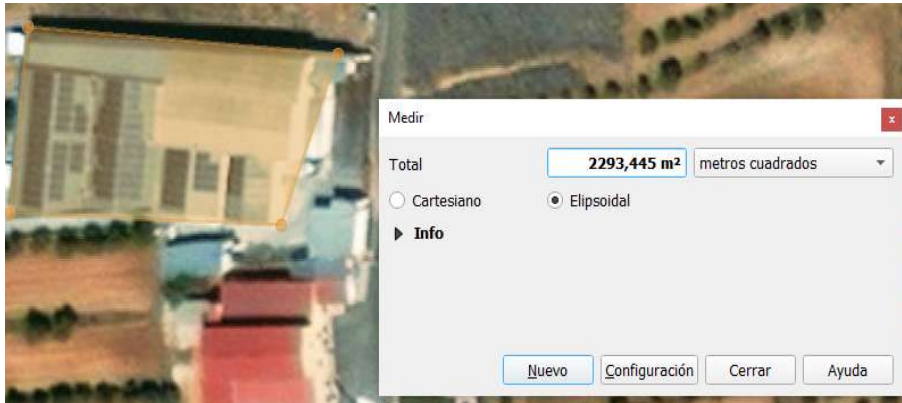 Medir
x
Total 2293,445 m² metros cuadrados
Cartesiano Elipsoidal
Info
Nuevo Configuración Cerrar Ayuda